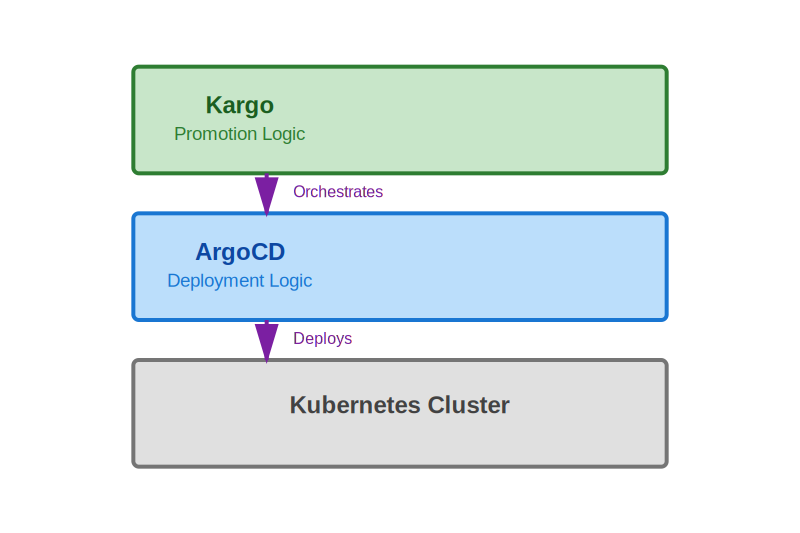 Kargo
Promotion Logic
Orchestrates
ArgoCD
Deployment Logic
Deploys
Kubernetes Cluster